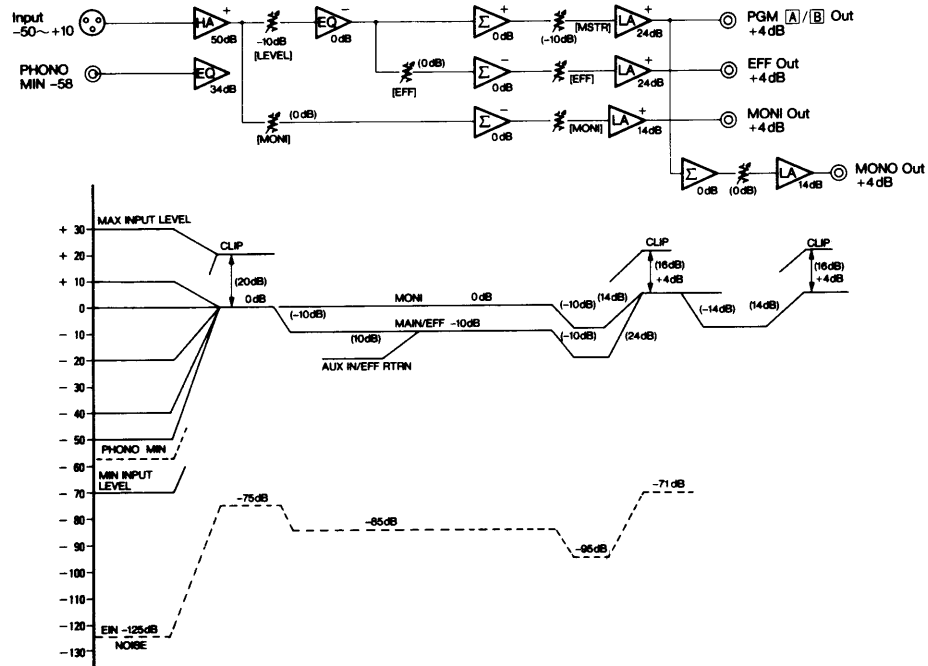 Input
-50～+10
HA
+
50dB
-10dB
[LEVEL]
EQ
-
0dB
Σ
+
0dB
[MSTR]
(-10dB)
LA
+
24dB
PGM A/B Out
+4dB
PHONO
MIN -58
EQ
34dB
(0dB)
[EFF]
Σ
-
0dB
[EFF]
LA
+
24dB
EFF Out
+4dB
(0dB)
[MONI]
Σ
-
0dB
[MONI]
LA
+
14dB
MONI Out
+4dB
Σ
0dB
(0dB)
LA
14dB
MONO Out
+4dB
MAX INPUT LEVEL
+ 30
+ 20
+ 10
0
- 10
- 20
- 30
- 40
- 50
- 60
- 70
- 80
- 90
-100
-110
-120
-130
CLIP
(20dB)
0dB
(-10dB)
MONI
0dB
MAIN/EFF -10dB
(10dB)
AUX IN/EFF RTRN
(-10dB)
(14dB)
(-10dB)
(24dB)
CLIP
(16dB)
+4dB
(-14dB)
(14dB)
CLIP
(16dB)
+4dB
PHONO MIN
MIN INPUT
LEVEL
-75dB
-85dB
-95dB
-71dB
EIN -125dB
NOISE